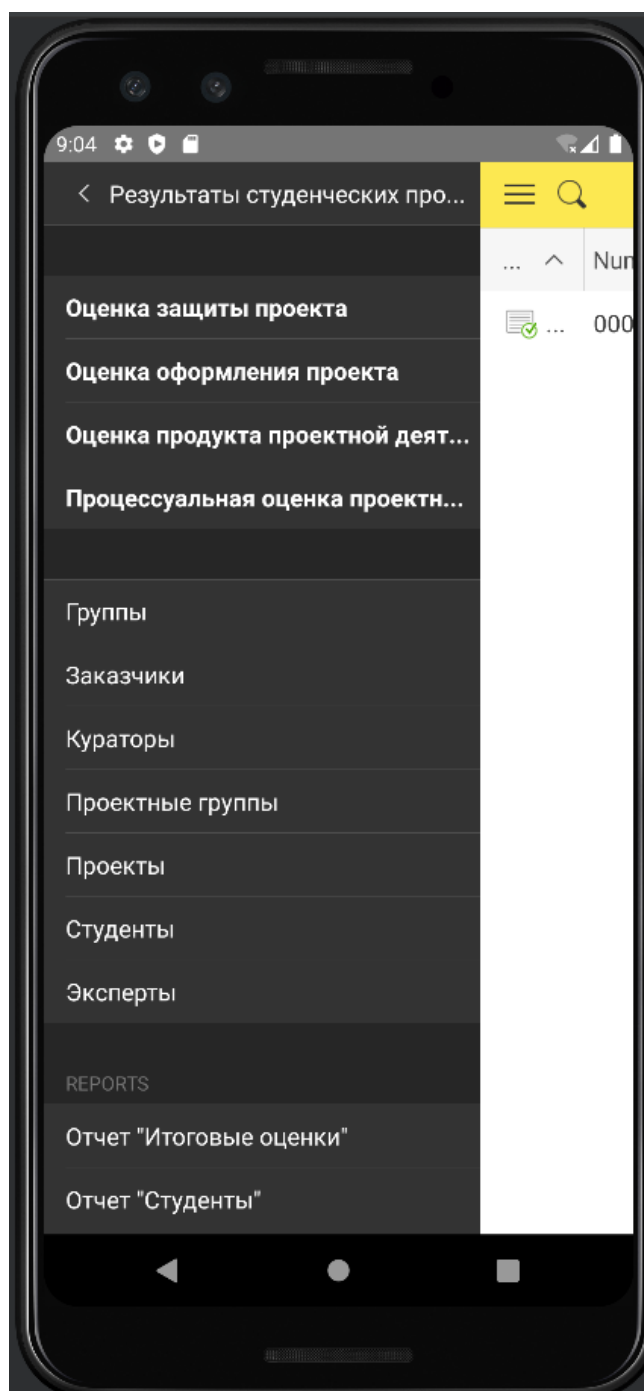 9:04
Результаты студенческих про...
... Nun
Оценка защиты проекта
... 000
Оценка оформления проекта
Оценка продукта проектной деят...
Процессуальная оценка проектн...
Группы
Заказчики
Кураторы
Проектные группы
Проекты
Студенты
Эксперты
REPORTS
Отчет "Итоговые оценки"
Отчет "Студенты"